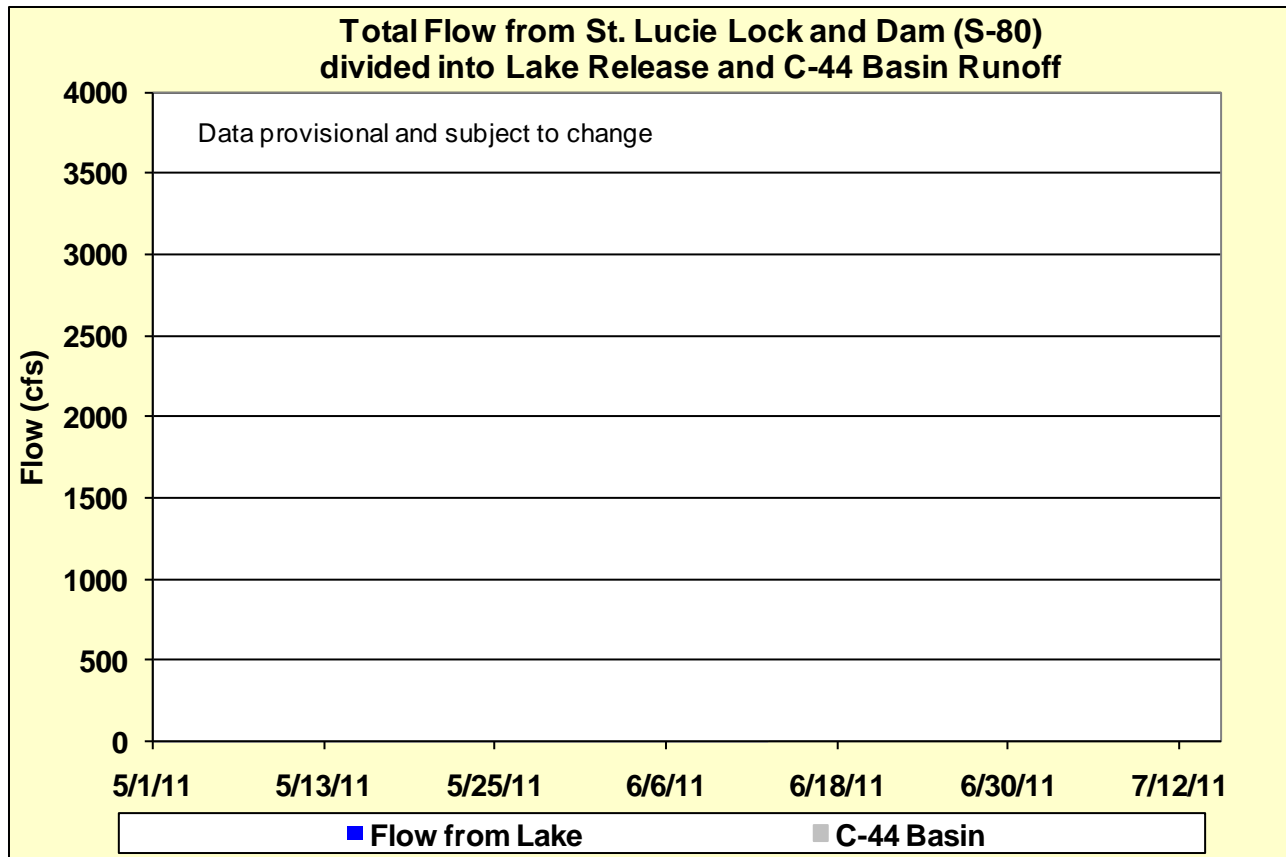 Total Flow from St. Lucie Lock and Dam (S-80)
divided into Lake Release and C-44 Basin Runoff
Data provisional and subject to change
Flow (cfs)
4000
3500
3000
2500
2000
1500
1000
500
0
5/1/11 5/13/11 5/25/11 6/6/11 6/18/11 6/30/11 7/12/11
Flow from Lake C-44 Basin